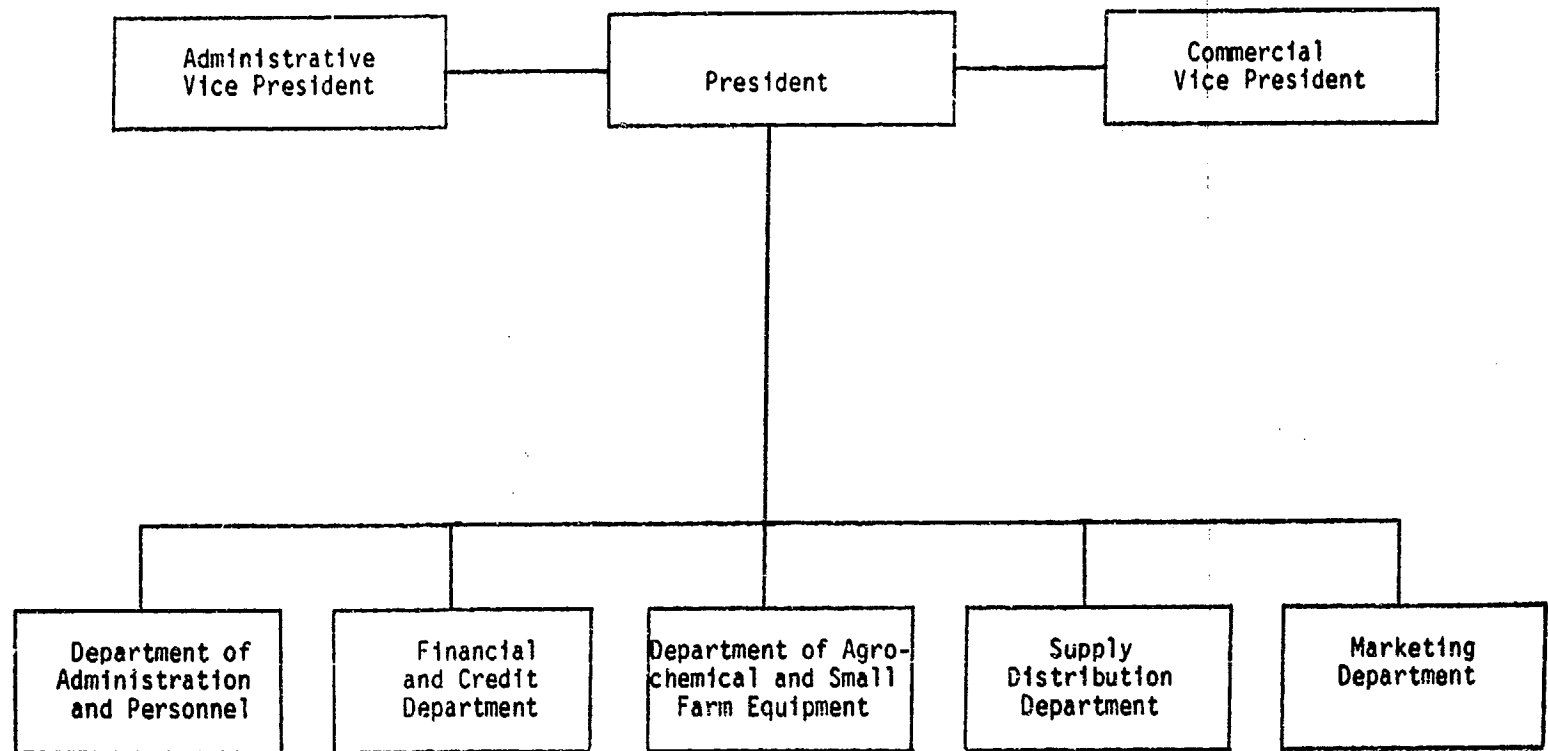 Administrative
Vice President
President
Commercial
Vice President
Department of
Administration
and Personnel
Financial
and Credit
Department
Department of Agro-
chemical and Small
Farm Equipment
Supply
Distribution
Department
Marketing
Department